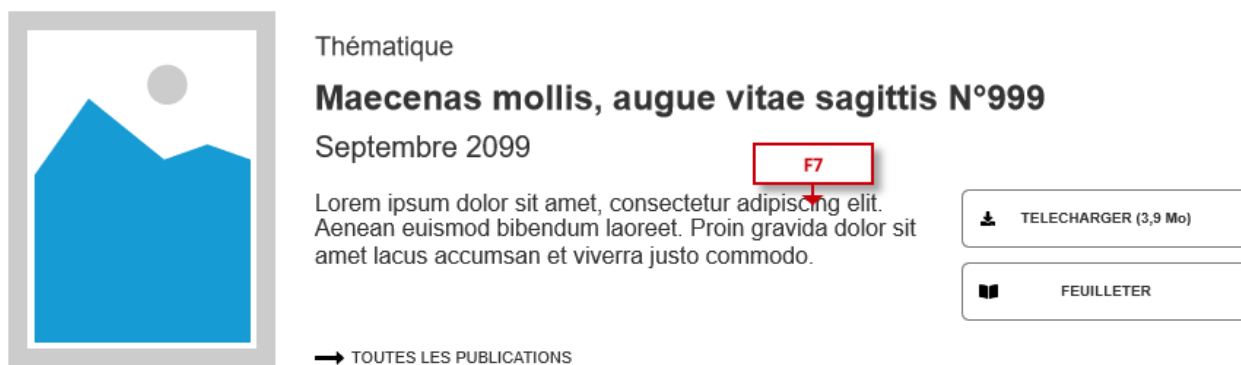 Thématique
Maecenas mollis, augue vitae sagittis N°999
Septembre 2099
F7
Lorem ipsum dolor sit amet, consectetur adipiscing elit.
Aenean euismod bibendum laoreet. Proin gravida dolor sit
amet lacus accumsan et viverra justo commodo.
TELECHARGER (3,9 Mo)
FEUILLETER
TOUTES LES PUBLICATIONS